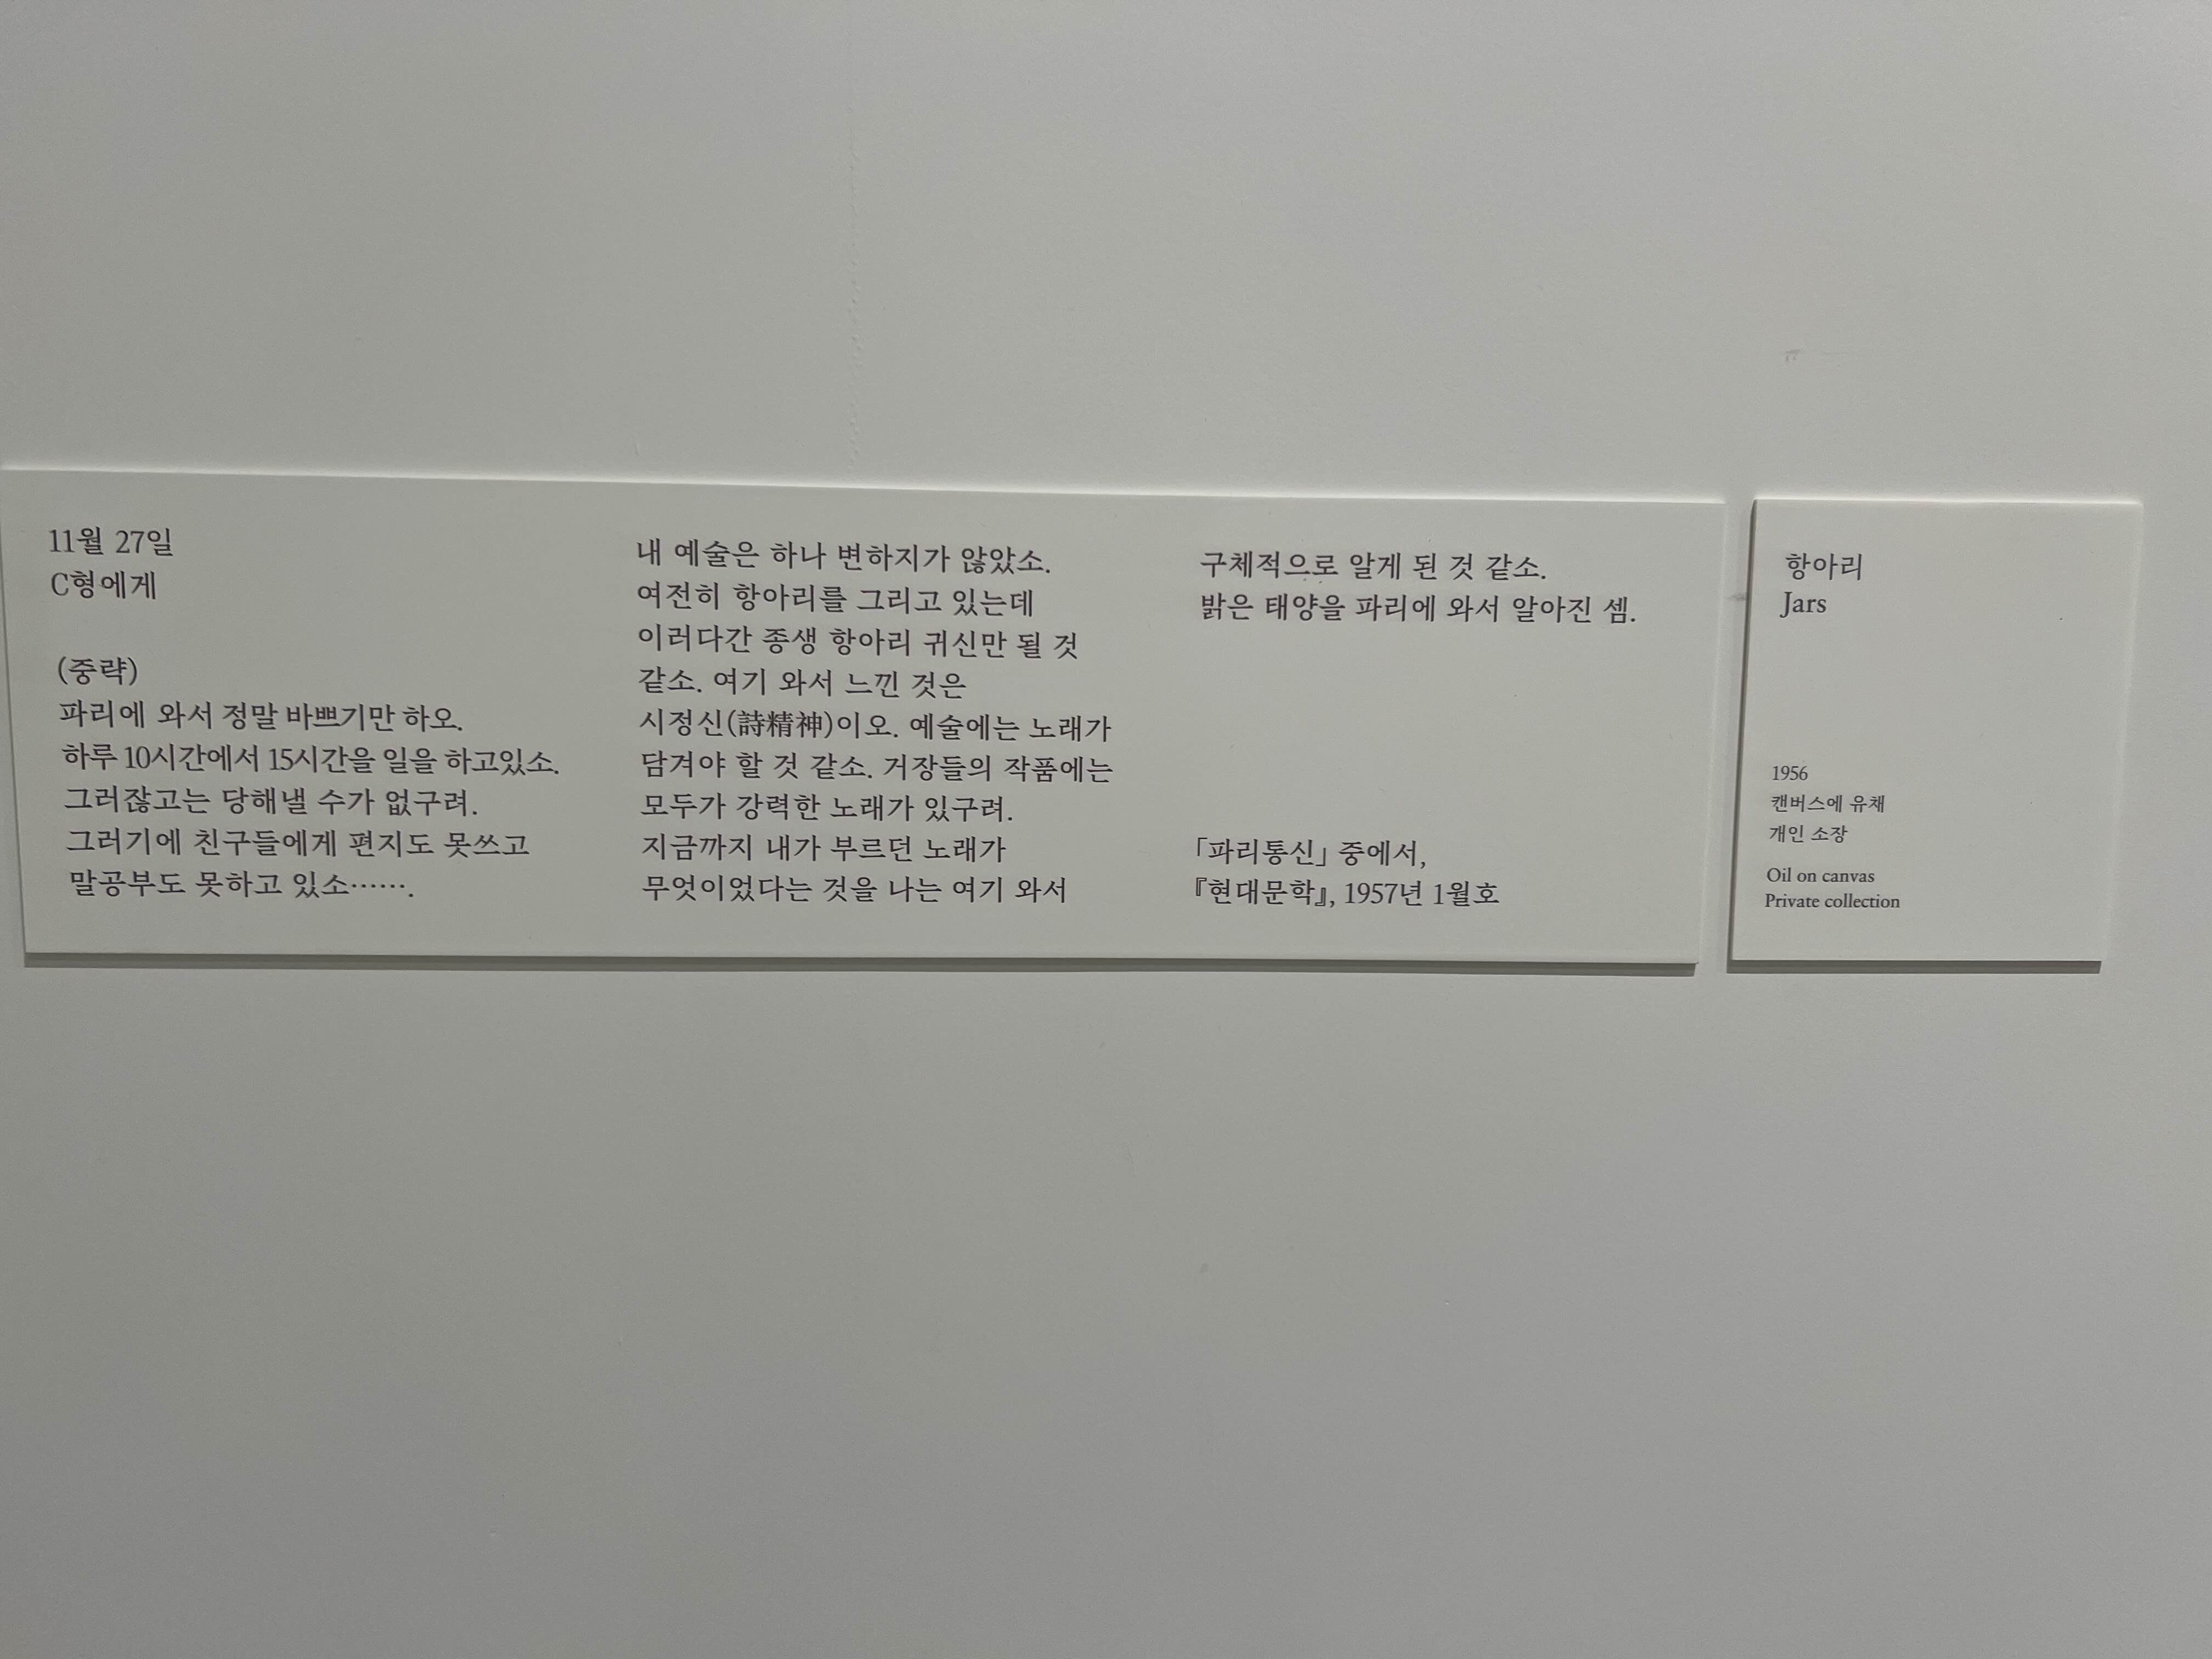 11월 27일
C형에게
(중략)
파리에 와서 정말 바쁘기만 하오.
하루 10시간에서 15시간을 일을 하고있소.
그러잖고는 당해낼 수가 없구려.
그러기에 친구들에게 편지도 못쓰고
말공부도 못하고 있소…….
내 예술은 하나 변하지가 않았소.
여전히 항아리를 그리고 있는데
이러다간 종생 항아리 귀신만 될 것
같소. 여기 와서 느낀 것은
시정신(詩精神)이오. 예술에는 노래가
담겨야 할 것 같소. 거장들의 작품에는
모두가 강력한 노래가 있구려.
지금까지 내가 부르던 노래가
무엇이었다는 것을 나는 여기 와서
구체적으로 알게 된 것 같소.
밝은 태양을 파리에 와서 알아진 셈.
「파리통신」 중에서,
『현대문학』, 1957년 1월호
항아리
Jars
1956
캔버스에 유채
개인 소장
Oil on canvas
Private collection